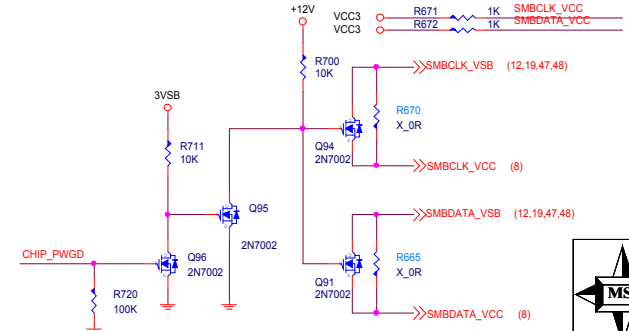 +12V
VCC3 R671 1K SMBCLK_VCC
VCC3 R672 1K SMBDATA_VCC
R700
10K
SMBCLK_VSB (12,19,47,48)
3VSB
R670
X_0R
R711
10K
Q94
2N7002
SMBCLK_VCC (8)
Q95
2N7002
SMBDATA_VSB (12,19,47,48)
CHIP_PWGD
Q96
2N7002
R665
X_0R
Q91
2N7002
R720
100K
SMBDATA_VCC (8)
MS